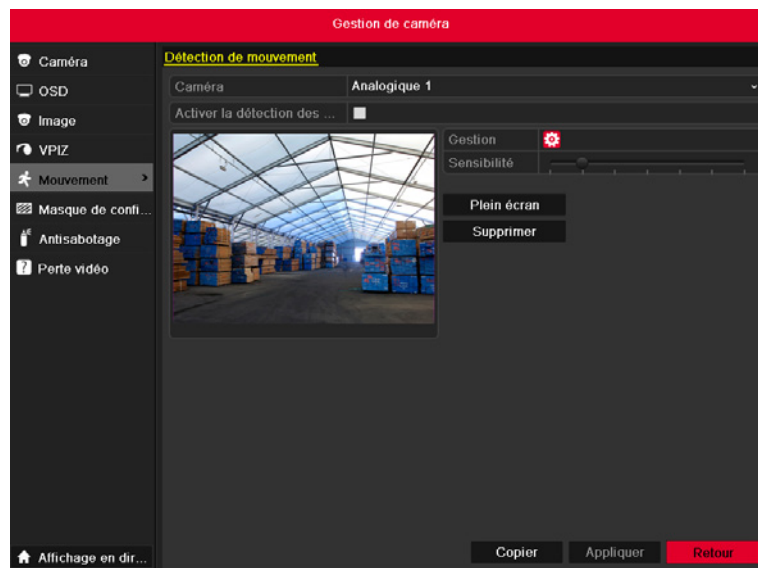 Gestion de caméra
Caméra
OSD
Image
VPIZ
Mouvement
Masque de confi...
Antisabotage
Perte vidéo
Affichage en dir...
Détection de mouvement
Caméra Analogique 1
Activer la détection des ...
Gestion
Sensibilité
Plein écran
Supprimer
Copier Appliquer Retour